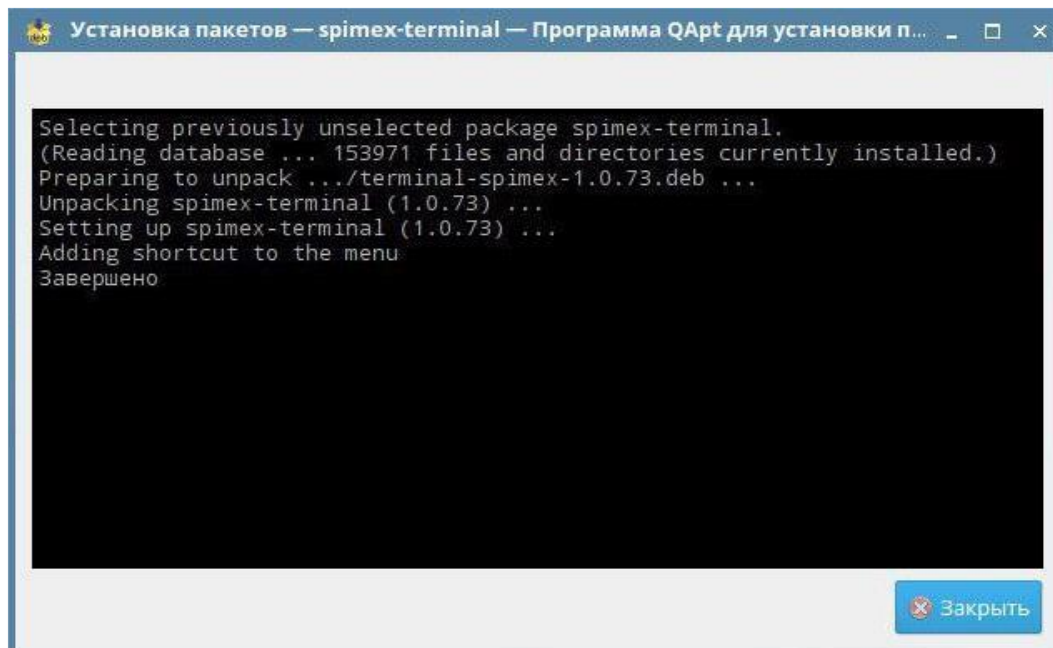 Установка пакетов — spimex-terminal — Программа QApt для установки п...
Selecting previously unselected package spimex-terminal.
(Reading database ... 153971 files and directories currently installed.)
Preparing to unpack .../terminal-spimex-1.0.73.deb ...
Unpacking spimex-terminal (1.0.73) ...
Setting up spimex-terminal (1.0.73) ...
Adding shortcut to the menu
Завершено
Закрыть